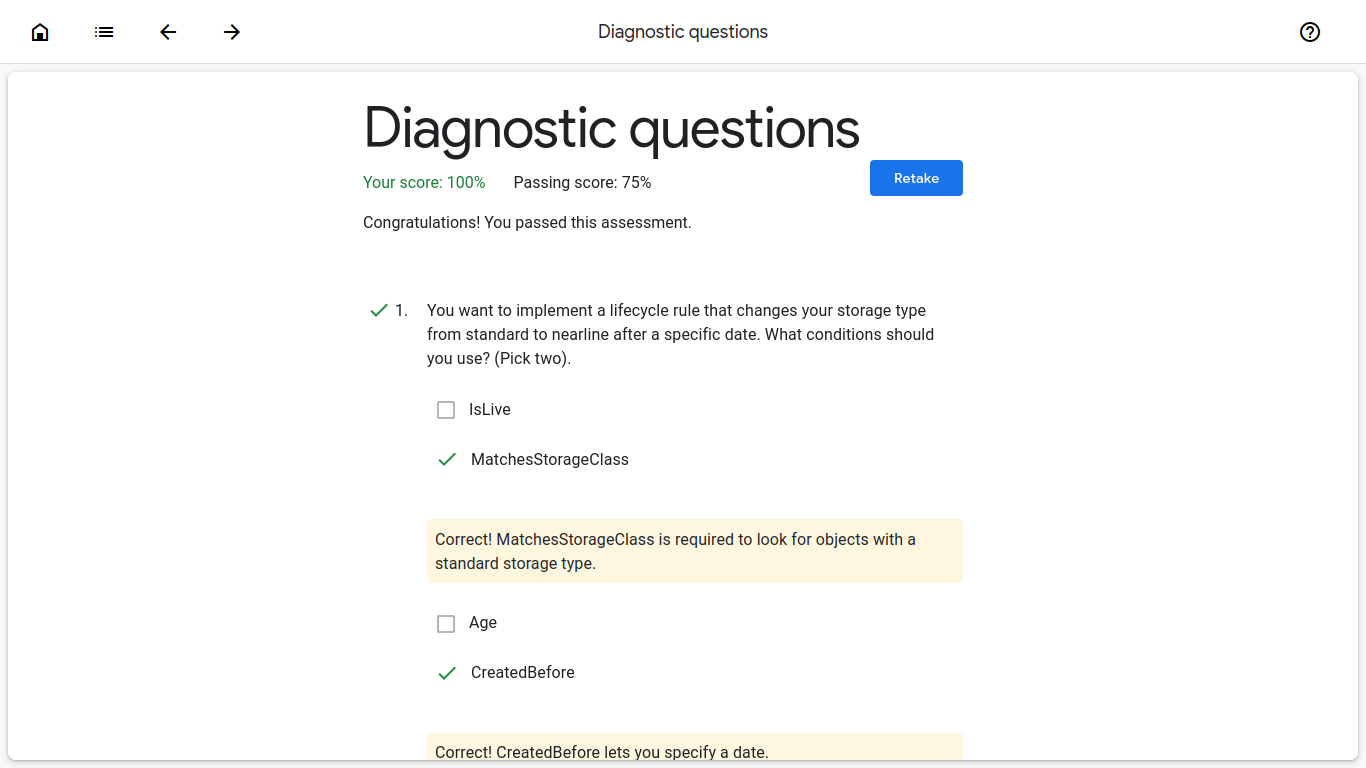 Diagnostic questions
Diagnostic questions
Your score: 100% Passing score: 75%
Retake
Congratulations! You passed this assessment.
1. You want to implement a lifecycle rule that changes your storage type
from standard to nearline after a specific date. What conditions should
you use? (Pick two).
IsLive
MatchesStorageClass
Correct! MatchesStorageClass is required to look for objects with a
standard storage type.
Age
CreatedBefore
Correct! CreatedBefore lets you specify a date.